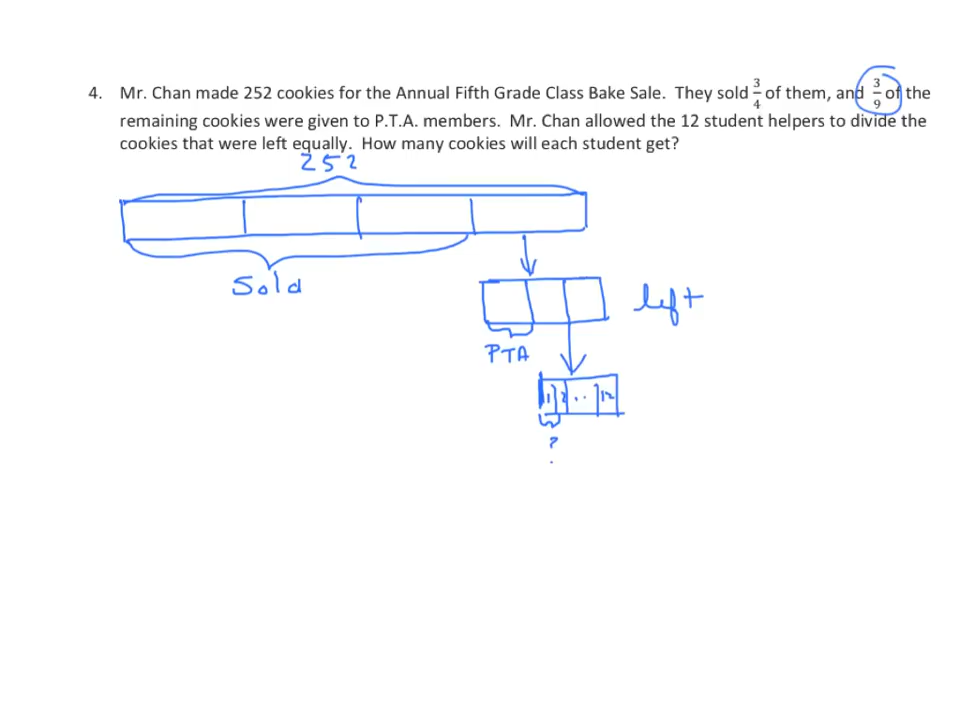 4. Mr. Chan made 252 cookies for the Annual Fifth Grade Class Bake Sale. They sold 3/4 of them, and 3/9 of the
remaining cookies were given to P.T.A. members. Mr. Chan allowed the 12 student helpers to divide the
cookies that were left equally. How many cookies will each student get?
252
Sold
left
PTA
1 2 .. 12
?